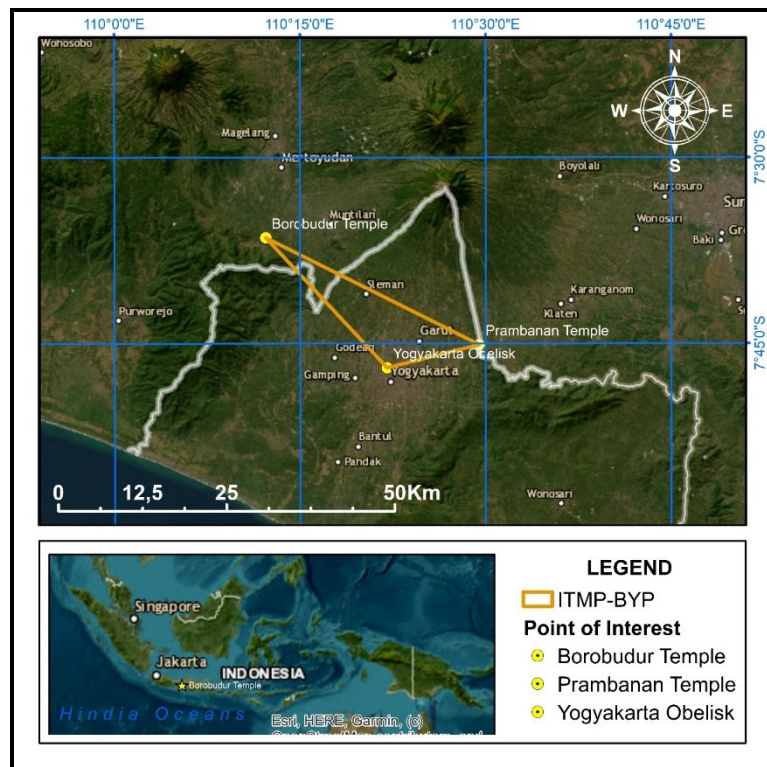 110°0'0"E 110°15'0"E 110°30'0"E 110°45'0"E
Wonosobo
N
W E
S
Magelang
Mertoyudan
7°30'0"S
Boyolali
Kartosuro
Sur
Muntilan
Borobudur Temple
Wonosari
Gro
Baki
Sleman
Karanganom
Purworejo
Klaten
Garut
Prambanan Temple
Godean
Yogyakarta Obelisk
7°45'0"S
Gamping
Yogyakarta
Bantul
Pandak
0 12,5 25 50Km
Wonosari
Singapore
Jakarta
INDONESIA
Borobudur Temple
Hindia Oceans
Esri, HERE, Garmin, (c)
LEGEND
ITMP-BYP
Point of Interest
Borobudur Temple
Prambanan Temple
Yogyakarta Obelisk